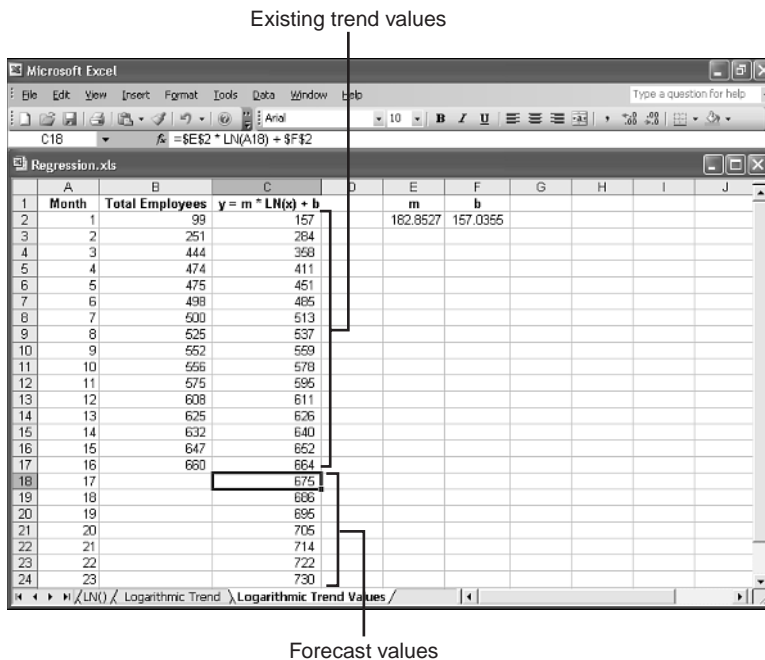 Existing trend values
Microsoft Excel
File Edit View Insert Format Tools Data Window Help Type a question for help
Arial 10 B I U
C18 fx =$E$2 * LN(A18) + $F$2
Regression.xls
A B C D E F G H I J
1 Month Total Employees y = m * LN(x) + b m b
2 1 99 157 182.8527 157.0355
3 2 251 284
4 3 444 358
5 4 474 411
6 5 475 451
7 6 498 485
8 7 500 513
9 8 525 537
10 9 552 559
11 10 556 578
12 11 575 595
13 12 608 611
14 13 625 626
15 14 632 640
16 15 647 652
17 16 660 664
18 17 675
19 18 686
20 19 695
21 20 705
22 21 714
23 22 722
24 23 730
LN() Logarithmic Trend Logarithmic Trend Values
Forecast values